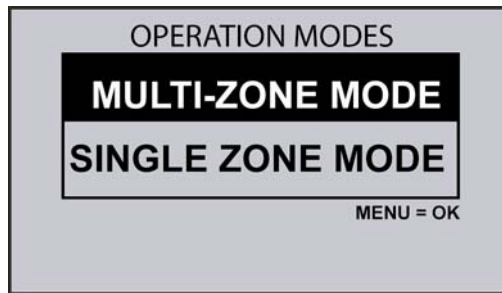 OPERATION MODES
MULTI-ZONE MODE
SINGLE ZONE MODE
MENU = OK